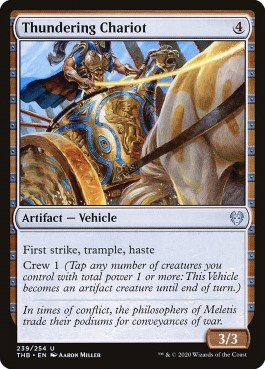 Thundering Chariot 4
Artifact — Vehicle
First strike, trample, haste
Crew 1 (Tap any number of creatures you
control with total power 1 or more: This Vehicle
becomes an artifact creature until end of turn.)
In times of conflict, the philosophers of Meletis
trade their podiums for conveyances of war.
3/3
239/254 U
THB • EN AARON MILLER
™ & © 2020 Wizards of the Coast